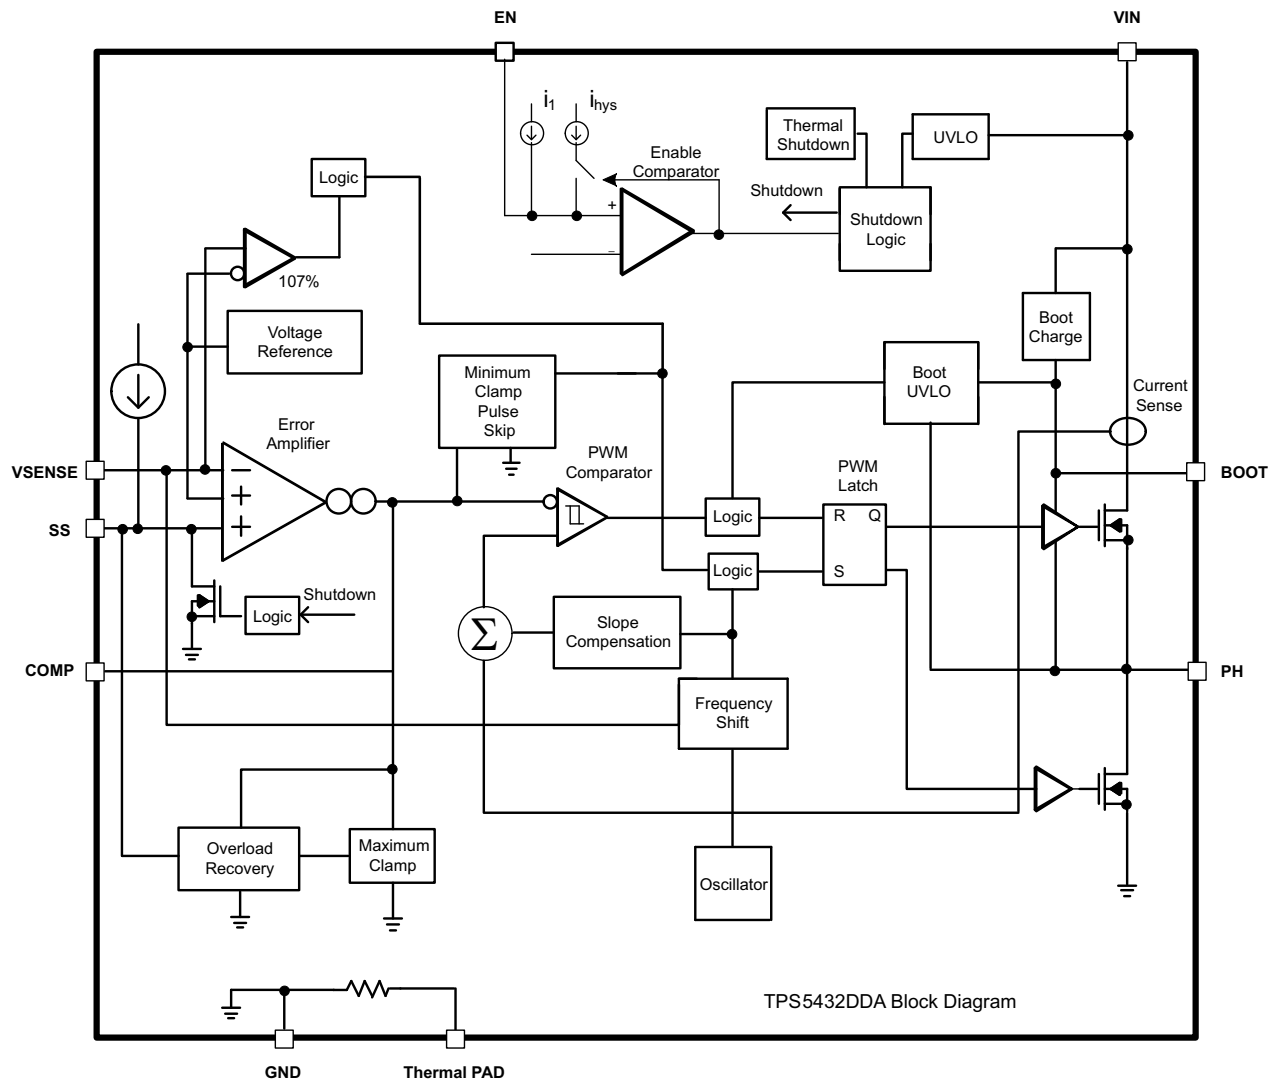 EN
VIN
i1
ihys
Thermal
Shutdown
UVLO
Enable
Comparator
Logic
Shutdown
+
−
Shutdown
Logic
107%
Voltage
Reference
Boot
Charge
Minimum
Clamp
Pulse
Skip
Boot
UVLO
Current
Sense
Error
Amplifier
PWM
Comparator
PWM
Latch
VSENSE
−
+
+
BOOT
SS
Logic
R Q
S
Logic
Shutdown
Logic
Σ
Slope
Compensation
COMP
PH
Frequency
Shift
Overload
Recovery
Maximum
Clamp
Oscillator
TPS5432DDA Block Diagram
GND
Thermal PAD